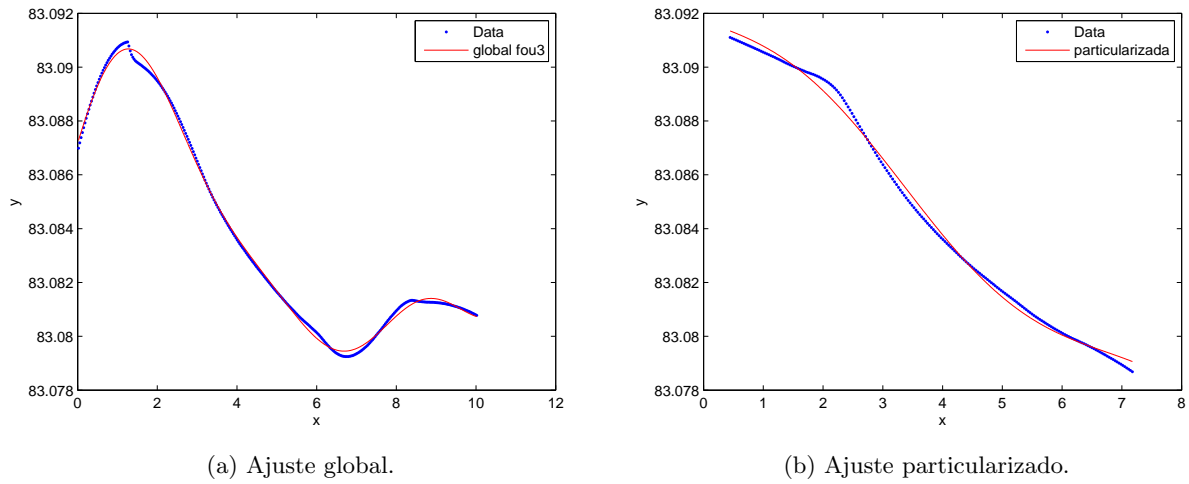 83.092
83.09
83.088
83.086
83.084
83.082
83.08
83.078
y
0 2 4 6 8 10 12
x
Data
global fou3
(a) Ajuste global.
83.092
83.09
83.088
83.086
83.084
83.082
83.08
83.078
y
0 1 2 3 4 5 6 7 8
x
Data
particularizada
(b) Ajuste particularizado.